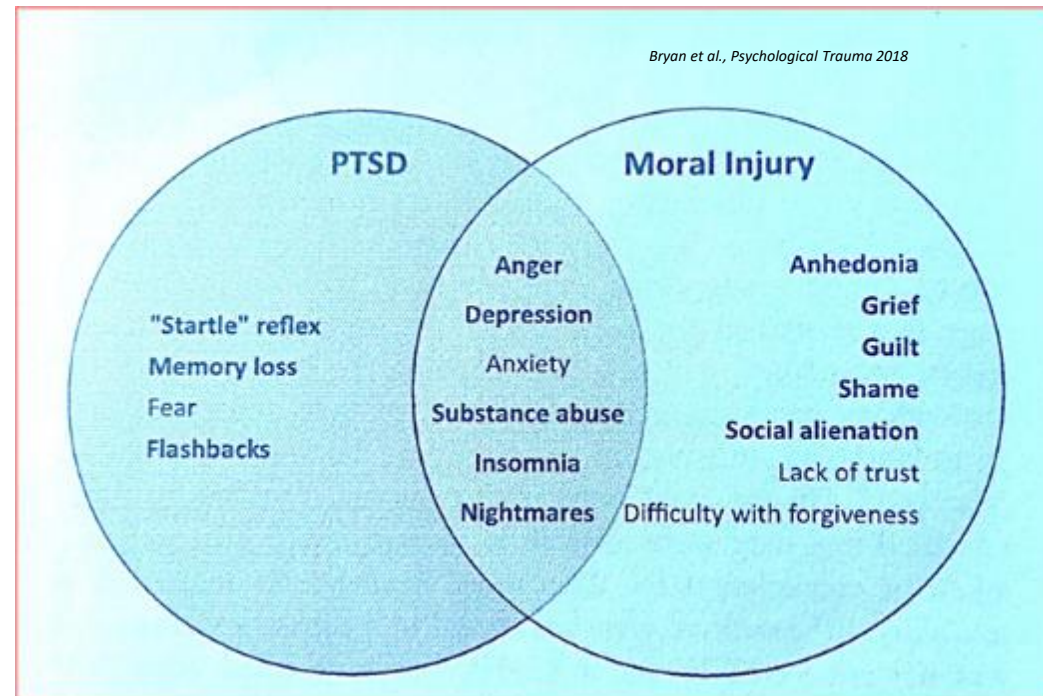 Bryan et al., Psychological Trauma 2018
PTSD
"Startle" reflex
Memory loss
Fear
Flashbacks
Anger
Depression
Anxiety
Substance abuse
Insomnia
Nightmares
Moral Injury
Anhedonia
Grief
Guilt
Shame
Social alienation
Lack of trust
Difficulty with forgiveness